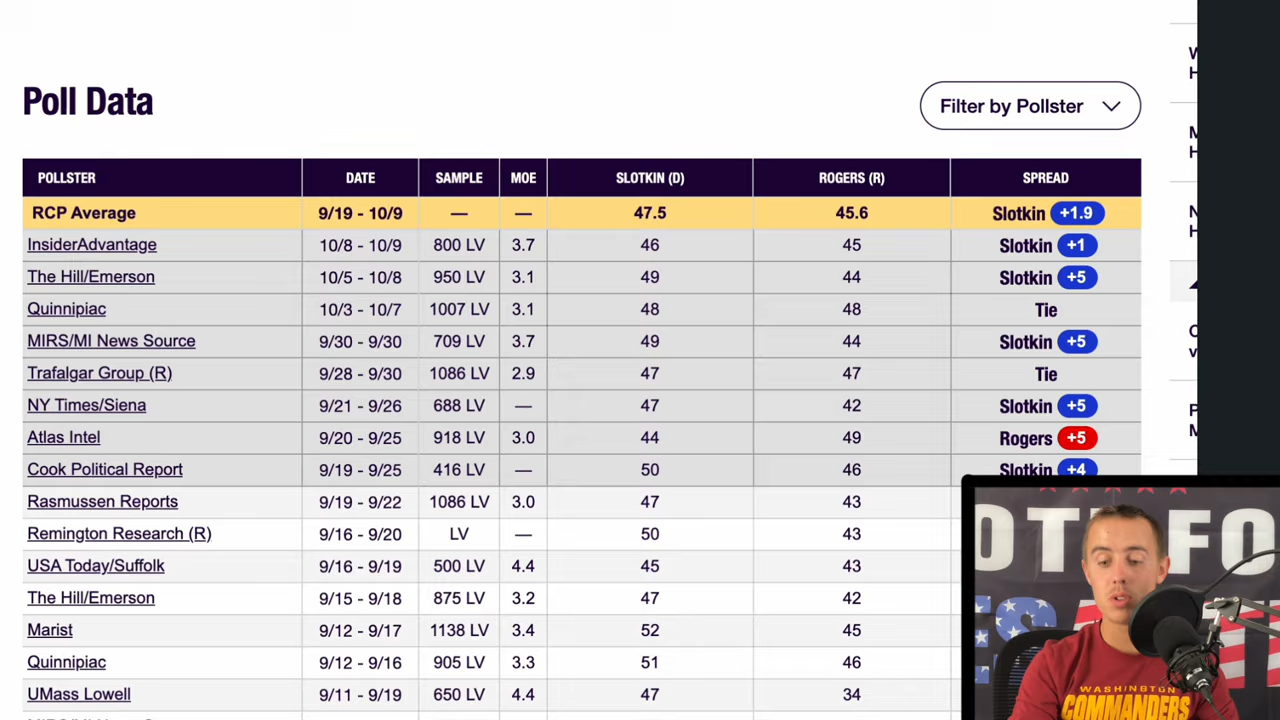 Poll Data
Filter by Pollster
POLLSTER DATE SAMPLE MOE SLOTKIN (D) ROGERS (R) SPREAD
RCP Average 9/19 - 10/9 — — 47.5 45.6 Slotkin +1.9
InsiderAdvantage 10/8 - 10/9 800 LV 3.7 46 45 Slotkin +1
The Hill/Emerson 10/5 - 10/8 950 LV 3.1 49 44 Slotkin +5
Quinnipiac 10/3 - 10/7 1007 LV 3.1 48 48 Tie
MIRS/MI News Source 9/30 - 9/30 709 LV 3.7 49 44 Slotkin +5
Trafalgar Group (R) 9/28 - 9/30 1086 LV 2.9 47 47 Tie
NY Times/Siena 9/21 - 9/26 688 LV — 47 42 Slotkin +5
Atlas Intel 9/20 - 9/25 918 LV 3.0 44 49 Rogers +5
Cook Political Report 9/19 - 9/25 416 LV — 50 46 Slotkin +4
Rasmussen Reports 9/19 - 9/22 1086 LV 3.0 47 43
Remington Research (R) 9/16 - 9/20 LV — 50 43
USA Today/Suffolk 9/16 - 9/19 500 LV 4.4 45 43
The Hill/Emerson 9/15 - 9/18 875 LV 3.2 47 42
Marist 9/12 - 9/17 1138 LV 3.4 52 45
Quinnipiac 9/12 - 9/16 905 LV 3.3 51 46
UMass Lowell 9/11 - 9/19 650 LV 4.4 47 34
WASHINGTON
COMMANDERS